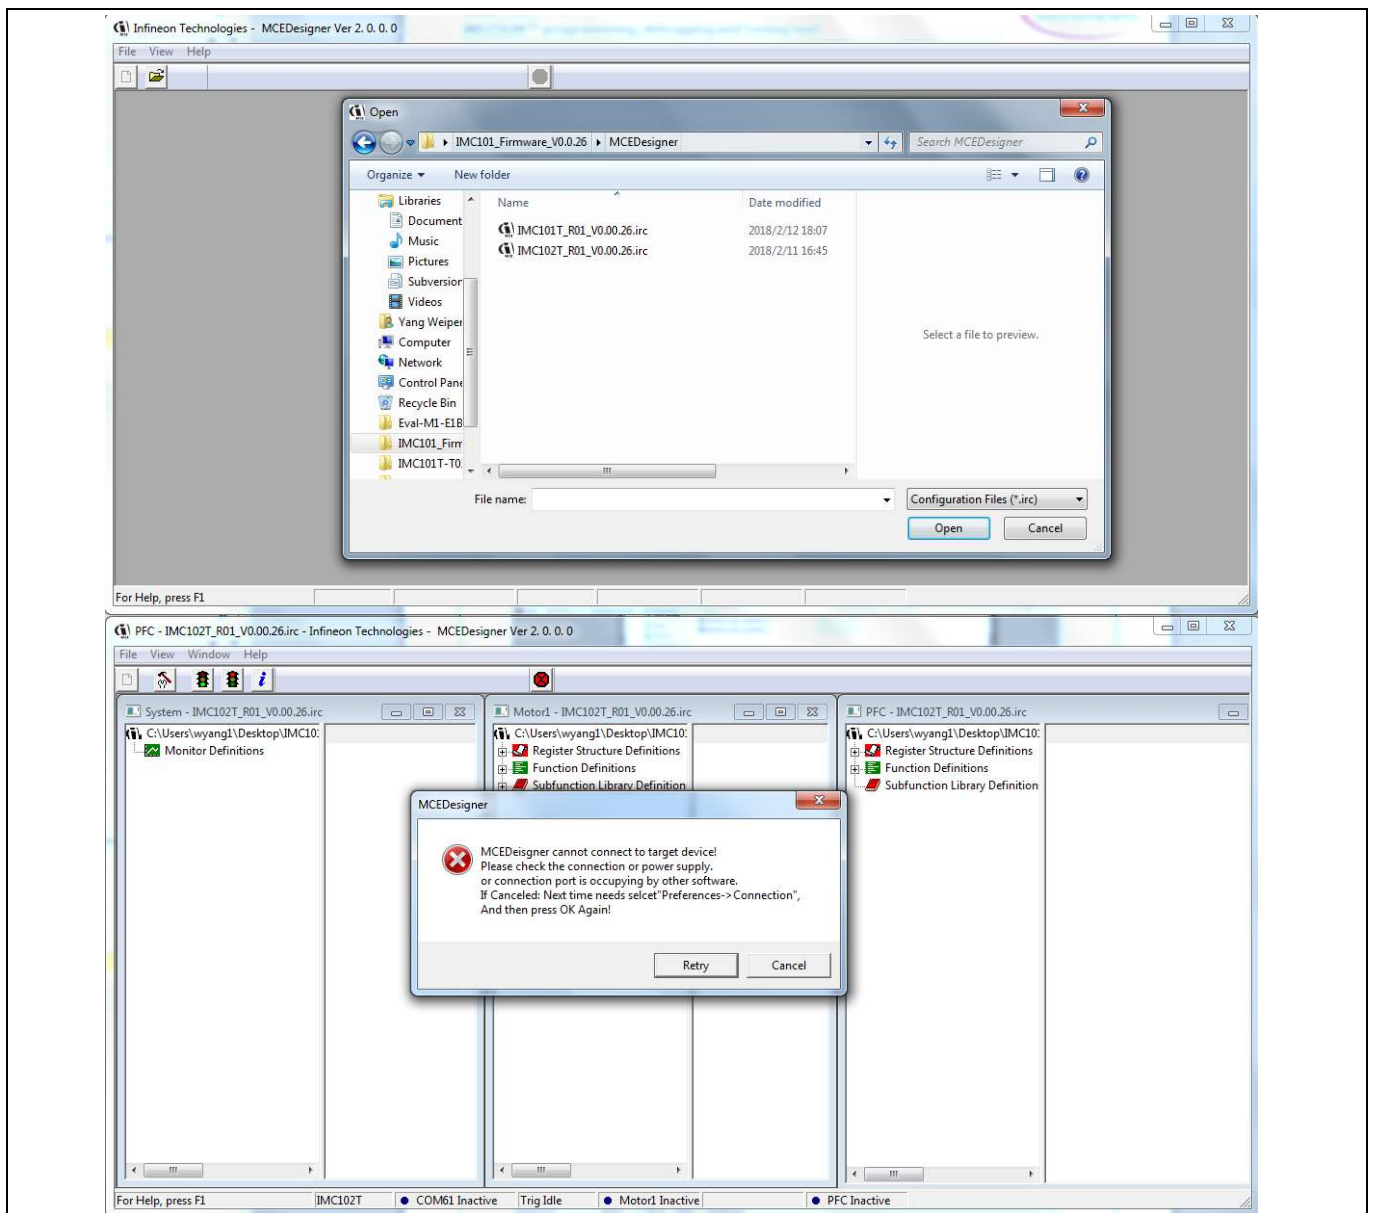 Infineon Technologies - MCEDesigner Ver 2. 0. 0. 0
File View Help
Open
IMC101_Firmware_V0.0.26 MCEDesigner
Search MCEDesigner
Organize New folder
Libraries
Document
Music
Pictures
Subversion
Videos
Yang Weiper
Computer
Network
Control Pane
Recycle Bin
Eval-M1-E1B
IMC101_Firm
IMC101T-T0
Name Date modified
IMC101T_R01_V0.00.26.irc 2018/2/12 18:07
IMC102T_R01_V0.00.26.irc 2018/2/11 16:45
Select a file to preview.
File name: Configuration Files (*.irc)
Open Cancel
For Help, press F1
PFC - IMC102T_R01_V0.00.26.irc - Infineon Technologies - MCEDesigner Ver 2. 0. 0. 0
File View Window Help
System - IMC102T_R01_V0.00.26.irc
C:\Users\wyang1\Desktop\IMC10:
Monitor Definitions
Motor1 - IMC102T_R01_V0.00.26.irc
C:\Users\wyang1\Desktop\IMC10:
Register Structure Definitions
Function Definitions
Subfunction Library Definition
PFC - IMC102T_R01_V0.00.26.irc
C:\Users\wyang1\Desktop\IMC10:
Register Structure Definitions
Function Definitions
Subfunction Library Definition
MCEDesigner
MCEDeisgner cannot connect to target device!
Please check the connection or power supply.
or connection port is occupying by other software.
If Canceled: Next time needs selcet"Preferences->Connection",
And then press OK Again!
Retry Cancel
For Help, press F1 IMC102T COM61 Inactive Trig Idle Motor1 Inactive PFC Inactive